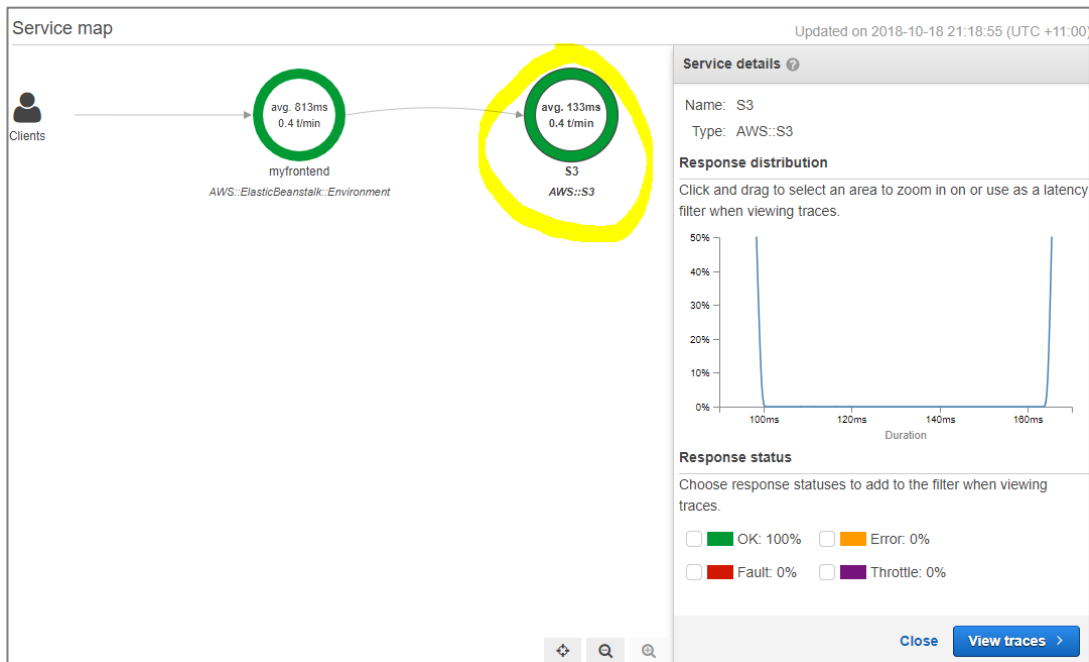 Service map
Updated on 2018-10-18 21:18:55 (UTC +11:00)
Clients
avg. 813ms
0.4 t/min
myfrontend
AWS::ElasticBeanstalk::Environment
avg. 133ms
0.4 t/min
S3
AWS::S3
Service details ?
Name: S3
Type: AWS::S3
Response distribution
Click and drag to select an area to zoom in on or use as a latency
filter when viewing traces.
50%
40%
30%
20%
10%
0%
100ms 120ms 140ms 160ms
Duration
Response status
Choose response statuses to add to the filter when viewing
traces.
OK: 100% Error: 0%
Fault: 0% Throttle: 0%
Close View traces